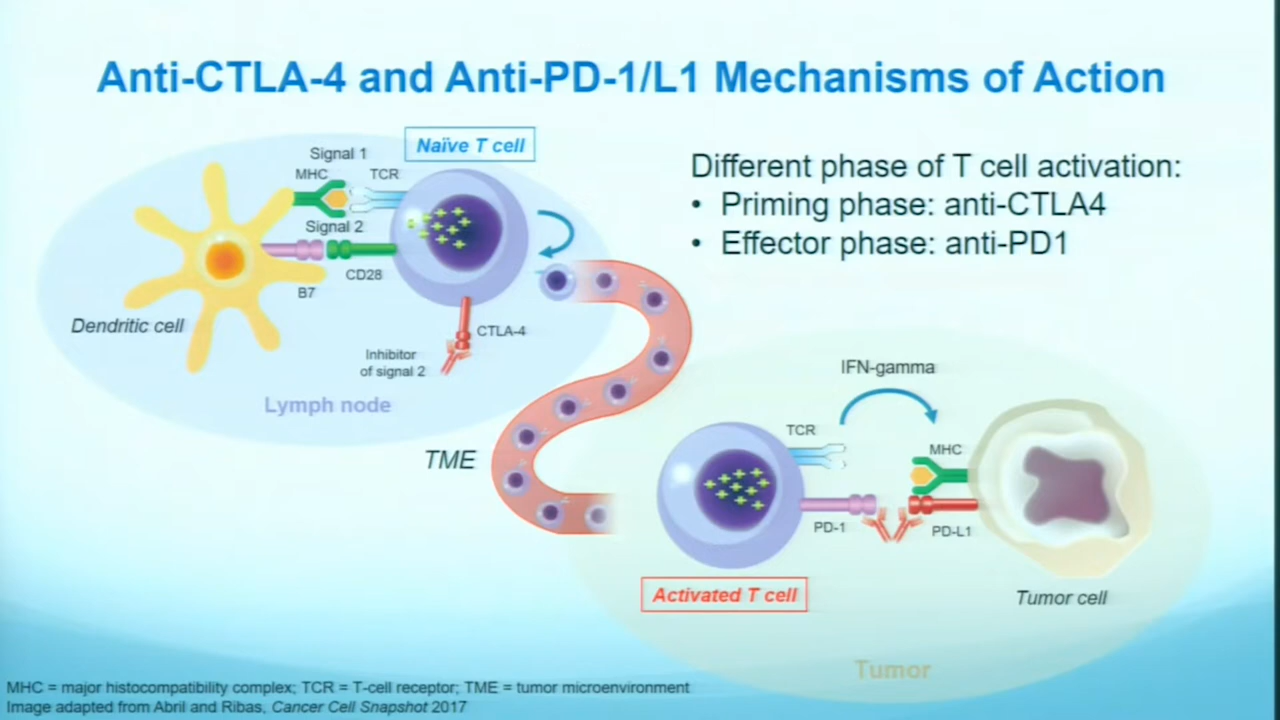 Anti-CTLA-4 and Anti-PD-1/L1 Mechanisms of Action
Naïve T cell
Signal 1
MHC
TCR
Signal 2
CD28
B7
Dendritic cell
CTLA-4
Inhibitor
of signal 2
Lymph node
Different phase of T cell activation:
• Priming phase: anti-CTLA4
• Effector phase: anti-PD1
TME
IFN-gamma
TCR
MHC
PD-1
PD-L1
Activated T cell
Tumor cell
Tumor
MHC = major histocompatibility complex; TCR = T-cell receptor; TME = tumor microenvironment
Image adapted from Abril and Ribas, Cancer Cell Snapshot 2017